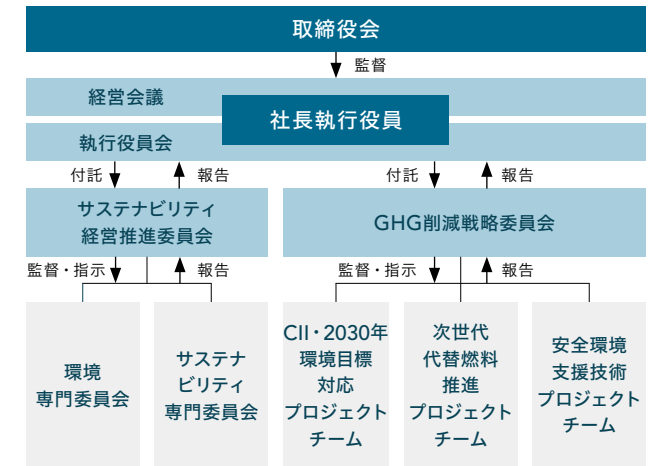 取締役会
監督
経営会議
社長執行役員
執行役員会
付託
報告
付託
報告
サステナビリティ
経営推進委員会
GHG削減戦略委員会
監督・指示
報告
監督・指示
報告
環境
専門委員会
サステナ
ビリティ
専門委員会
CII・2030年
環境目標
対応
プロジェクト
チーム
次世代
代替燃料
推進
プロジェクト
チーム
安全環境
支援技術
プロジェクト
チーム